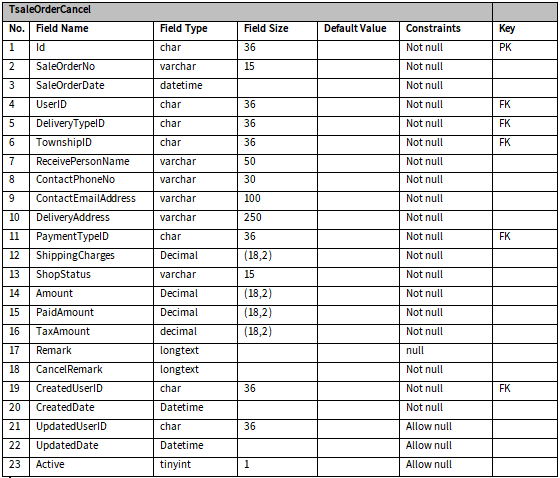 TsaleOrderCancel
No. Field Name Field Type Field Size Default Value Constraints Key
1 Id char 36 Not null PK
2 SaleOrderNo varchar 15 Not null
3 SaleOrderDate datetime Not null
4 UserID char 36 Not null FK
5 DeliveryTypeID char 36 Not null FK
6 TownshipID char 36 Not null FK
7 ReceivePersonName varchar 50 Not null
8 ContactPhoneNo varchar 30 Not null
9 ContactEmailAddress varchar 100 Not null
10 DeliveryAddress varchar 250 Not null
11 PaymentTypeID char 36 Not null FK
12 ShippingCharges Decimal (18,2) Not null
13 ShopStatus varchar 15 Not null
14 Amount Decimal (18,2) Not null
15 PaidAmount Decimal (18,2) Not null
16 TaxAmount decimal (18,2) Not null
17 Remark longtext null
18 CancelRemark longtext Not null
19 CreatedUserID char 36 Not null FK
20 CreatedDate Datetime Not null
21 UpdatedUserID char 36 Allow null
22 UpdatedDate Datetime Allow null
23 Active tinyint 1 Allow null